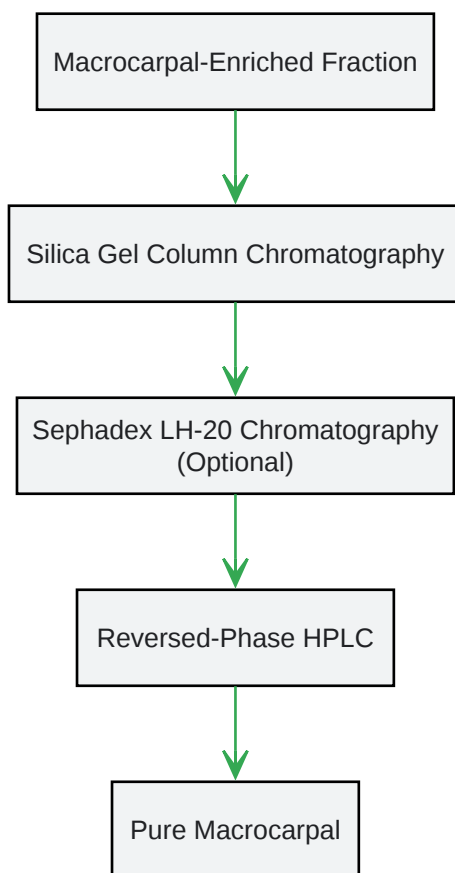 Macrocarpal-Enriched Fraction
Silica Gel Column Chromatography
Sephadex LH-20 Chromatography
(Optional)
Reversed-Phase HPLC
Pure Macrocarpal